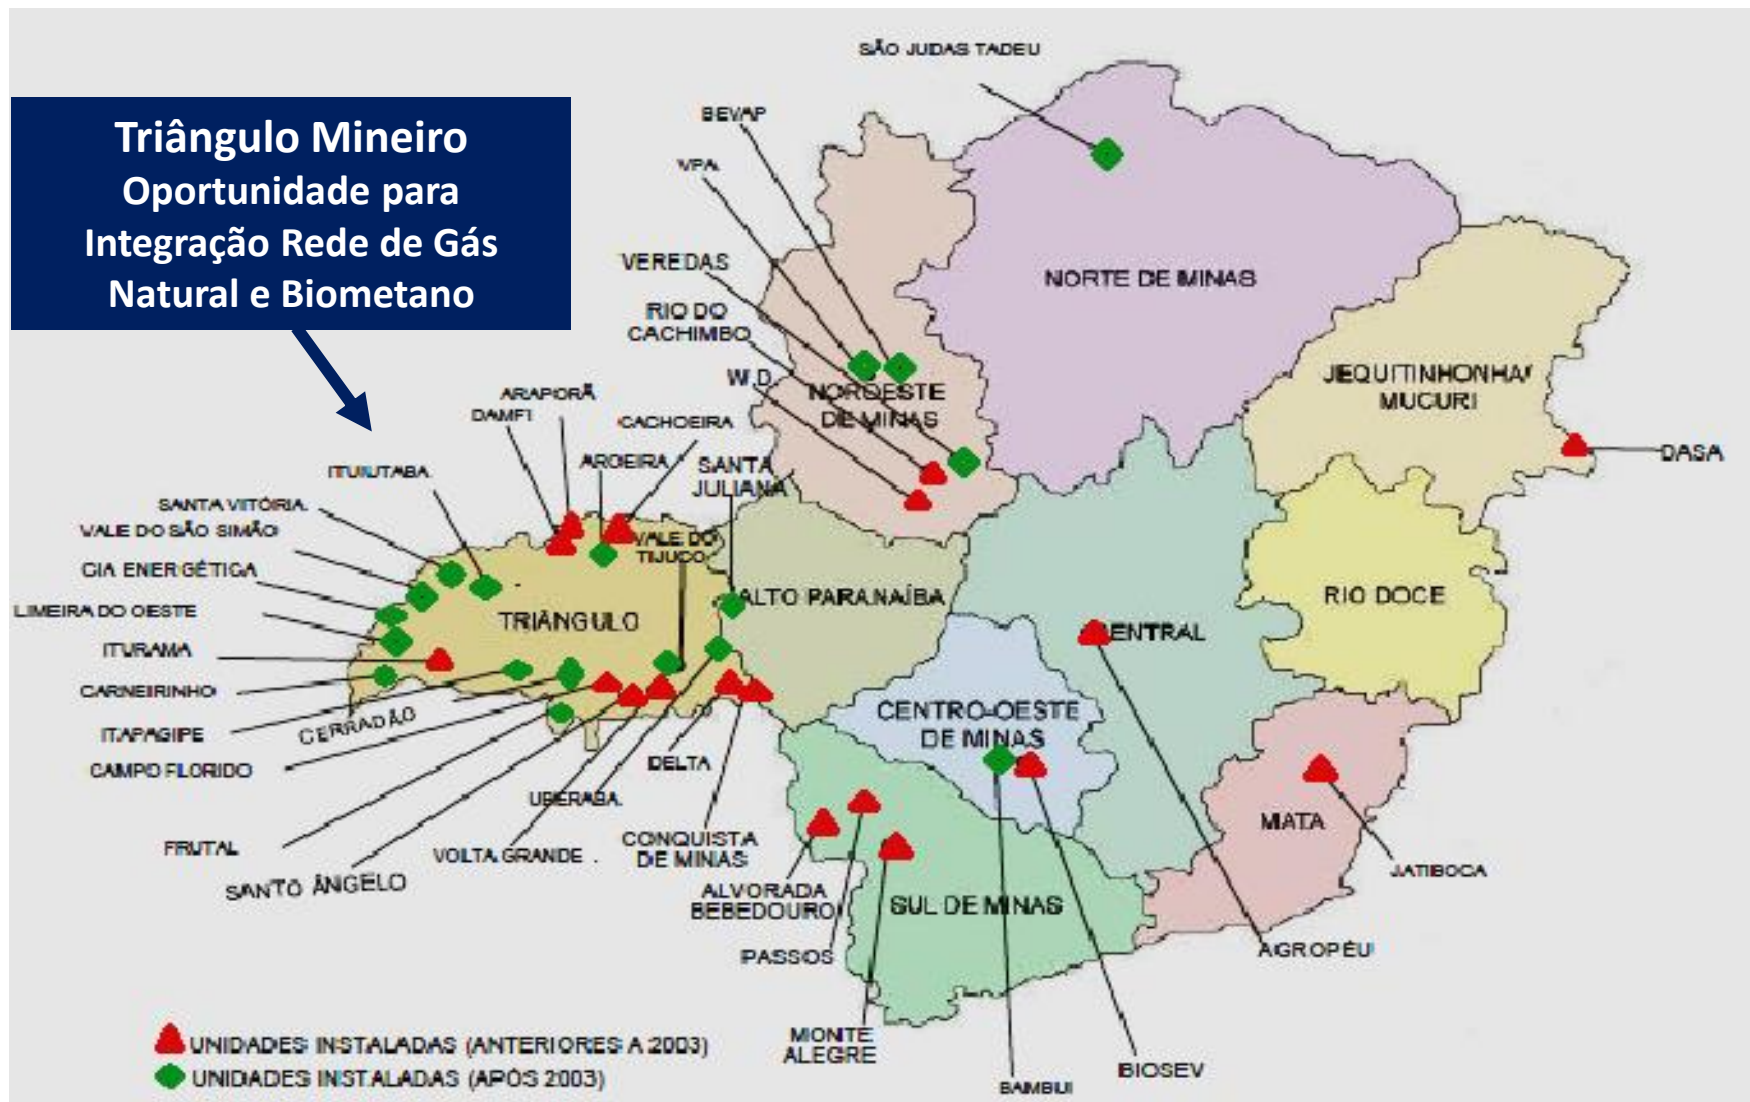 SÃO JUDAS TADEU
Triângulo Mineiro
Oportunidade para
Integração Rede de Gás
Natural e Biometano
BEVAP
VPA
VEREDAS
RIO DO
CACHIMBO
W.D
NORTE DE MINAS
NOROESTE
DE MINAS
JEQUITINHONHA/
MUCURI
DASA
ARAPORÃ
DAMFI
CACHOEIRA
AROEIRA
SANTA
JULIANA
ITUIUTABA
SANTA VITÓRIA
VALE DO SÃO SIMÃO
CIA ENERGÉTICA
LIMEIRA DO OESTE
ITURAMA
CARNEIRINHO
ITAPAGIPE
CERRADÃO
CAMPO FLORIDO
VALE DO
TIJUCO
TRIÂNGULO
ALTO PARANAÍBA
CENTRAL
RIO DOCE
CENTRO-OESTE
DE MINAS
DELTA
UBERABA
FRUTAL
SANTO ÂNGELO
VOLTA GRANDE
CONQUISTA
DE MINAS
MATA
JATIBOCA
ALVORADA
BEBEDOURO
SUL DE MINAS
PASSOS
AGROPÉU
MONTE
ALEGRE
BIOSEV
BAMBUI
UNIDADES INSTALADAS (ANTERIORES A 2003)
UNIDADES INSTALADAS (APÓS 2003)